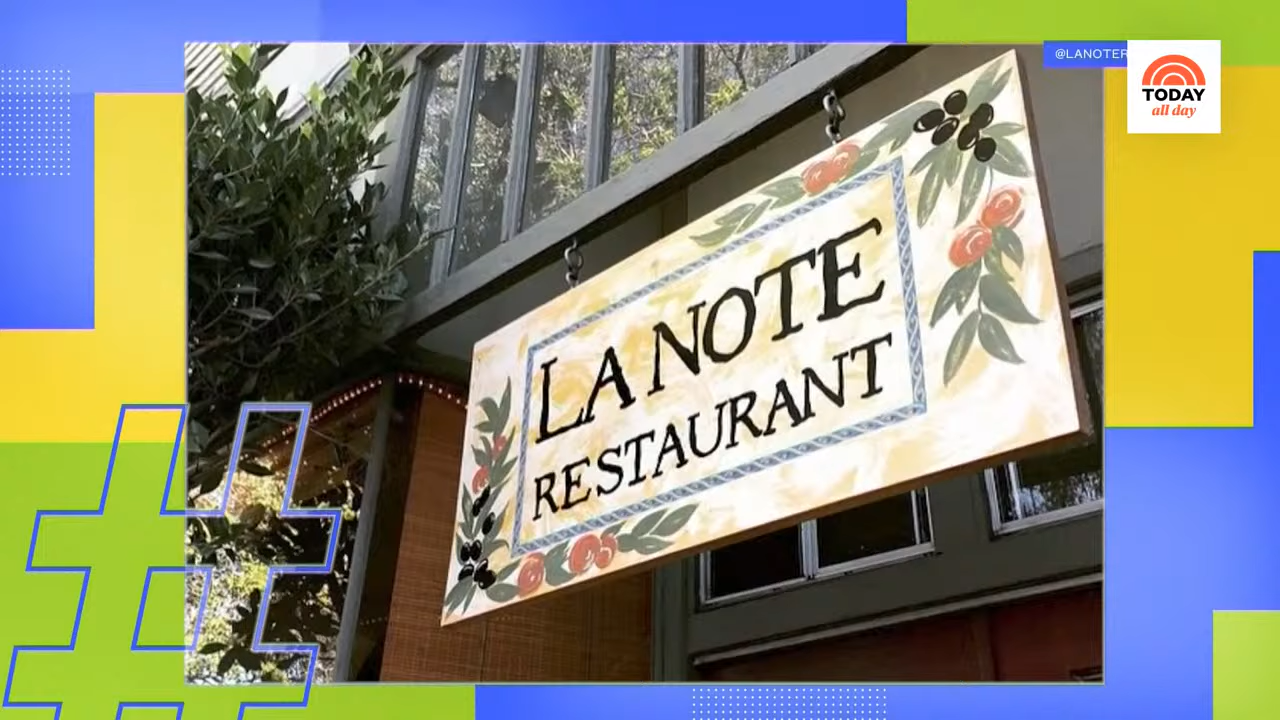 @LANOTER
TODAY
all day
LA NOTE
RESTAURANT